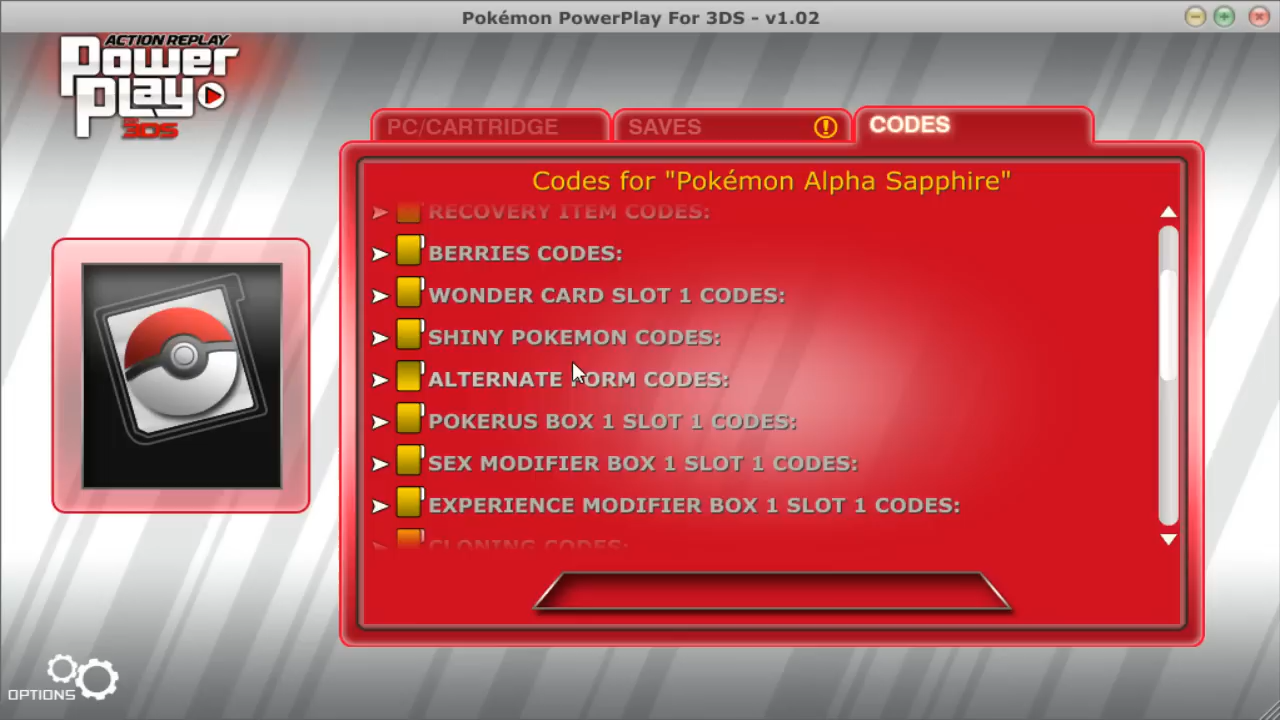 Pokémon PowerPlay For 3DS - v1.02
ACTION REPLAY
Power
Play
3DS
PC/CARTRIDGE
SAVES
CODES
Codes for "Pokémon Alpha Sapphire"
RECOVERY ITEM CODES:
BERRIES CODES:
WONDER CARD SLOT 1 CODES:
SHINY POKEMON CODES:
ALTERNATE FORM CODES:
POKERUS BOX 1 SLOT 1 CODES:
SEX MODIFIER BOX 1 SLOT 1 CODES:
EXPERIENCE MODIFIER BOX 1 SLOT 1 CODES:
CLONING CODES:
OPTIONS